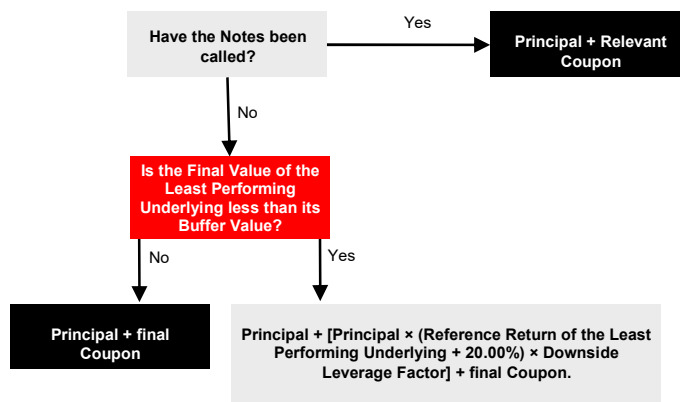 Have the Notes been
called?
Yes
Principal + Relevant
Coupon
No
Is the Final Value of the
Least Performing
Underlying less than its
Buffer Value?
No
Yes
Principal + final
Coupon
Principal + [Principal × (Reference Return of the Least
Performing Underlying + 20.00%) × Downside
Leverage Factor] + final Coupon.